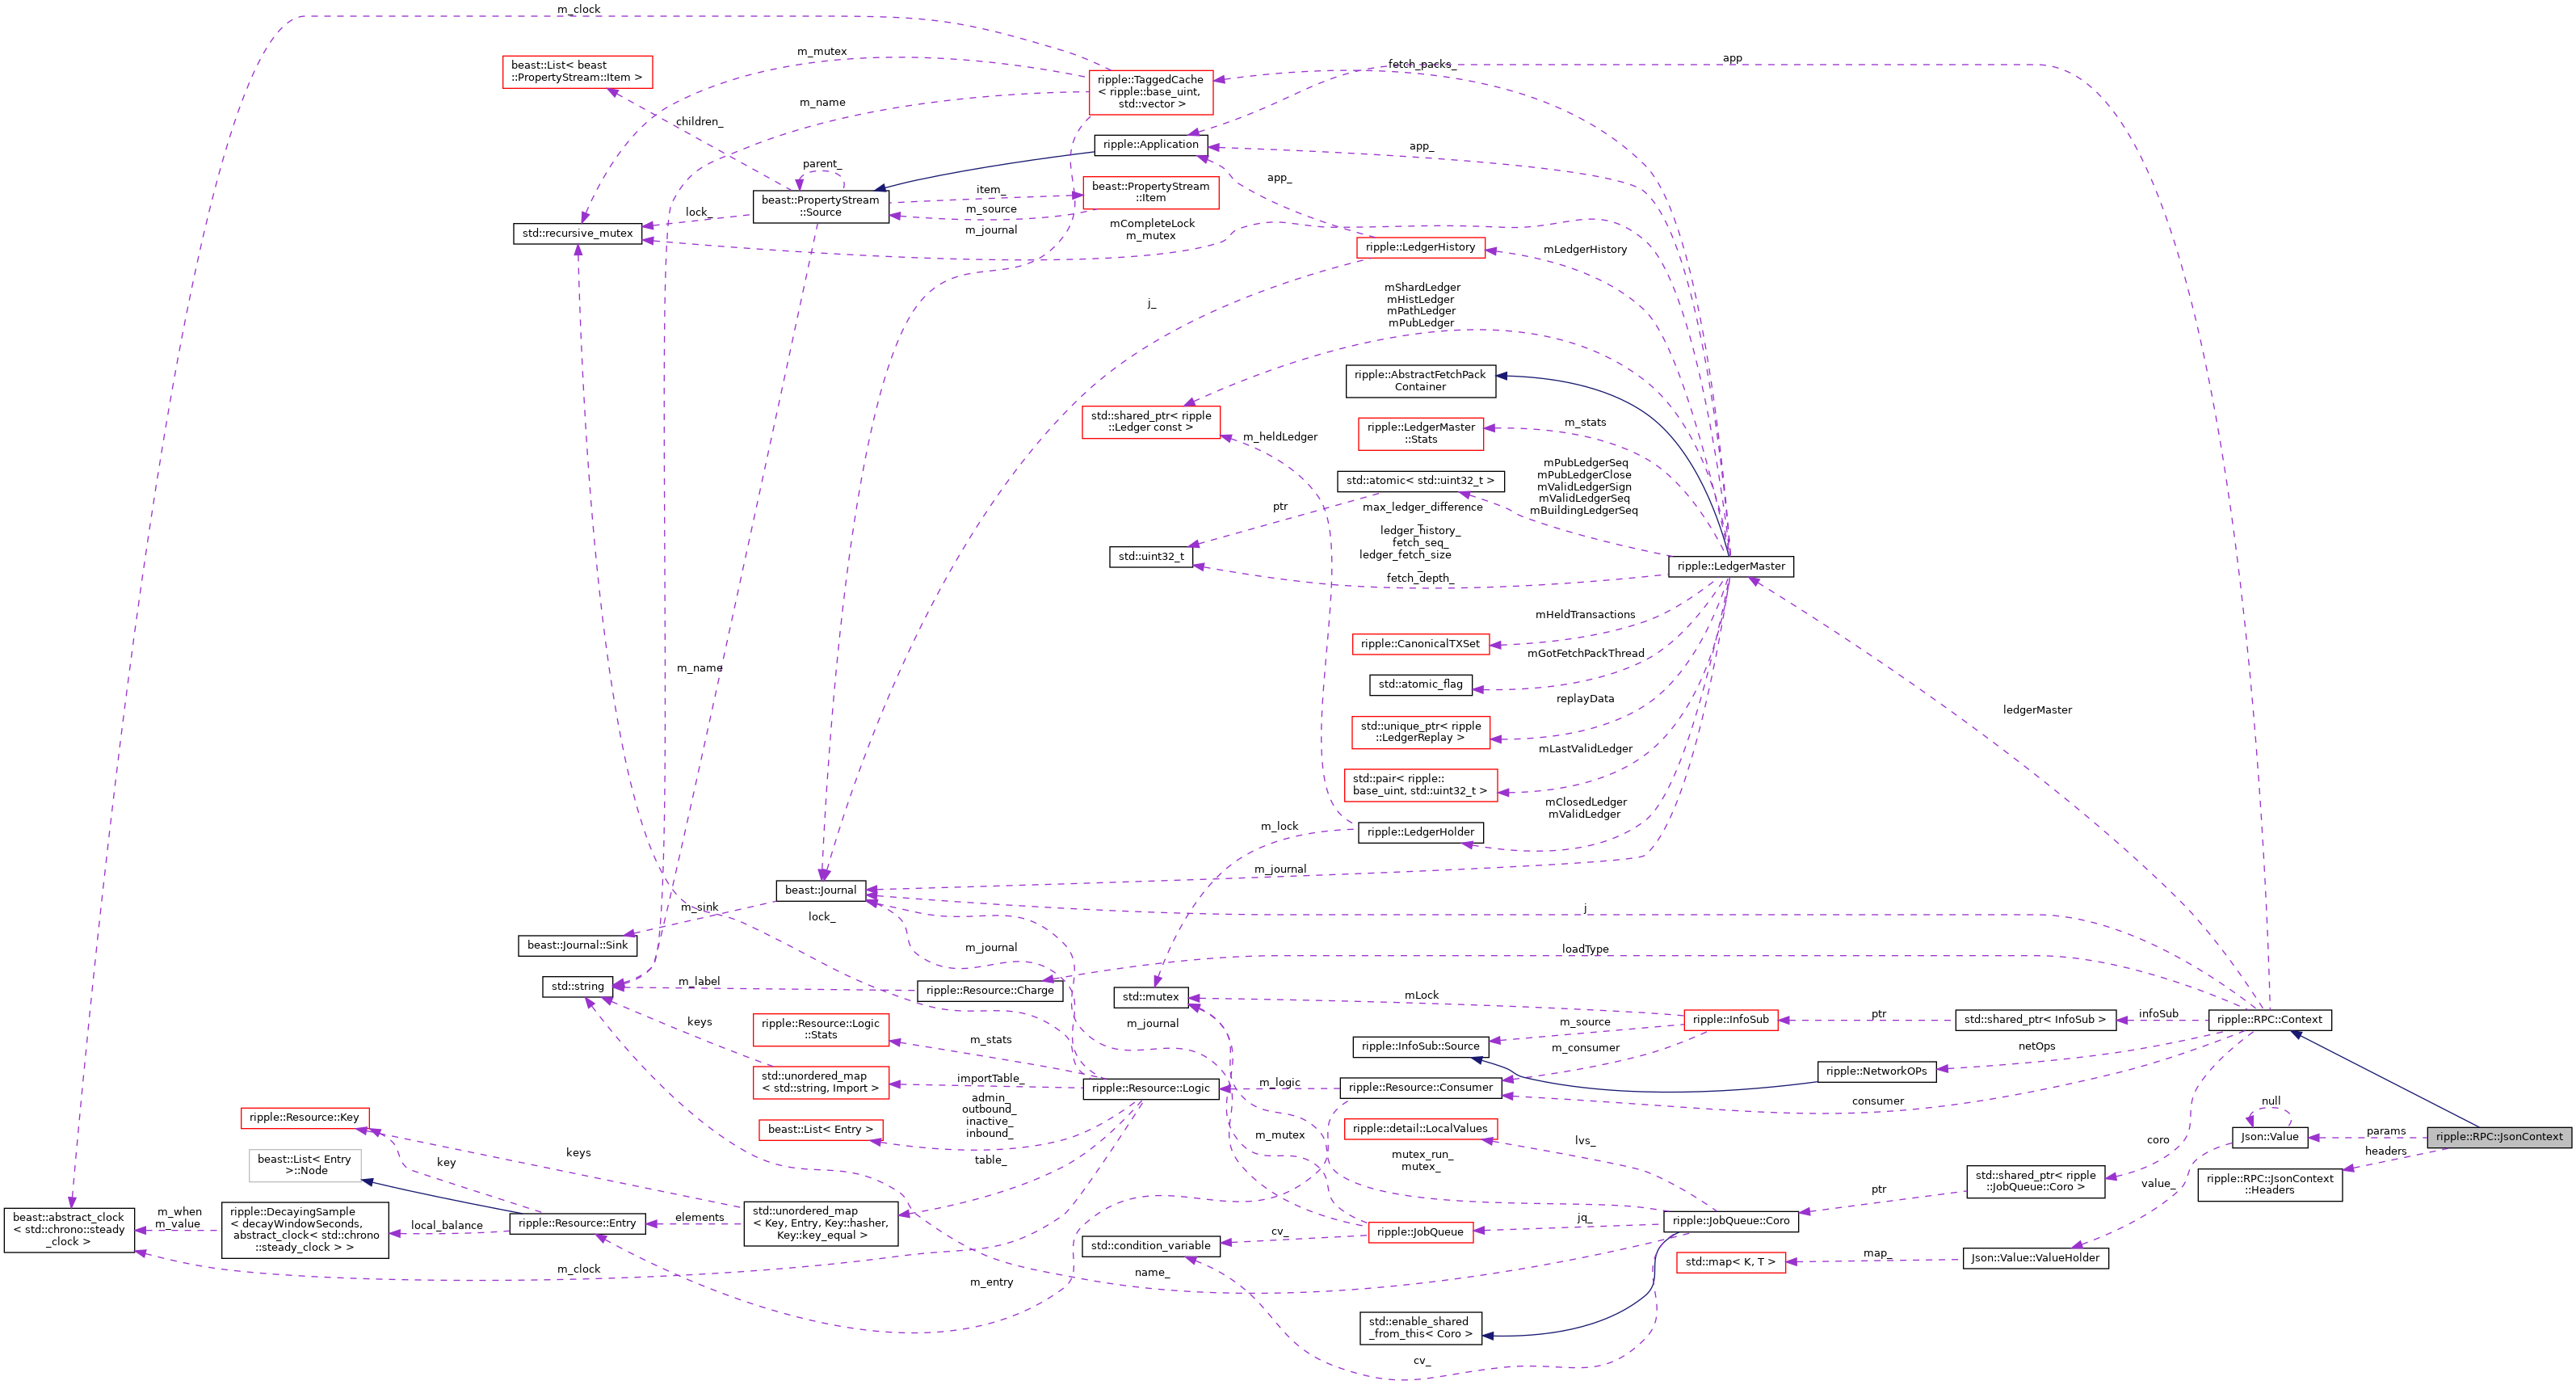 m_clock
m_mutex
app
beast::List< beast
::PropertyStream::Item >
fetch_packs_
ripple::TaggedCache
< ripple::base_uint,
std::vector >
m_name
children_
ripple::Application
app_
parent_
item_
beast::PropertyStream
::Item
app_
beast::PropertyStream
::Source
lock_
m_source
m_journal
mCompleteLock
m_mutex
std::recursive_mutex
ripple::LedgerHistory
mLedgerHistory
j_
mShardLedger
mHistLedger
mPathLedger
mPubLedger
ripple::AbstractFetchPack
Container
std::shared_ptr< ripple
::Ledger const >
ripple::LedgerMaster
::Stats
m_stats
m_heldLedger
std::atomic< std::uint32_t >
mPubLedgerSeq
mPubLedgerClose
mValidLedgerSign
mValidLedgerSeq
mBuildingLedgerSeq
ptr
max_ledger_difference
_
ledger_history_
fetch_seq_
ledger_fetch_size
_
fetch_depth_
std::uint32_t
ripple::LedgerMaster
mHeldTransactions
ripple::CanonicalTXSet
mGotFetchPackThread
std::atomic_flag
m_name
replayData
ledgerMaster
std::unique_ptr< ripple
::LedgerReplay >
mLastValidLedger
std::pair< ripple::
base_uint, std::uint32_t >
mClosedLedger
mValidLedger
ripple::LedgerHolder
m_lock
m_journal
beast::Journal
m_sink
lock_
j
beast::Journal::Sink
m_journal
loadType
std::string
m_label
ripple::Resource::Charge
std::mutex
mLock
keys
ripple::Resource::Logic
::Stats
m_stats
m_journal
m_source
ripple::InfoSub
ptr
std::shared_ptr< InfoSub >
infoSub
ripple::RPC::Context
ripple::InfoSub::Source
m_consumer
netOps
ripple::NetworkOPs
std::unordered_map
< std::string, Import >
importTable_
ripple::Resource::Logic
m_logic
ripple::Resource::Consumer
consumer
null
ripple::Resource::Key
admin_
outbound_
inactive_
inbound_
beast::List< Entry >
ripple::detail::LocalValues
lvs_
m_mutex
coro
Json::Value
params
ripple::RPC::JsonContext
headers
beast::List< Entry
>::Node
key
keys
table_
mutex_run_
mutex_
std::shared_ptr< ripple
::JobQueue::Coro >
ptr
value_
ripple::RPC::JsonContext
::Headers
beast::abstract_clock
< std::chrono::steady
_clock >
m_when
m_value
ripple::DecayingSample
< decayWindowSeconds,
abstract_clock< std::chrono
::steady_clock > >
local_balance
ripple::Resource::Entry
elements
std::unordered_map
< Key, Entry, Key::hasher,
Key::key_equal >
std::condition_variable
cv_
ripple::JobQueue
jq_
ripple::JobQueue::Coro
std::map< K, T >
map_
Json::Value::ValueHolder
m_clock
m_entry
name_
std::enable_shared
_from_this< Coro >
cv_